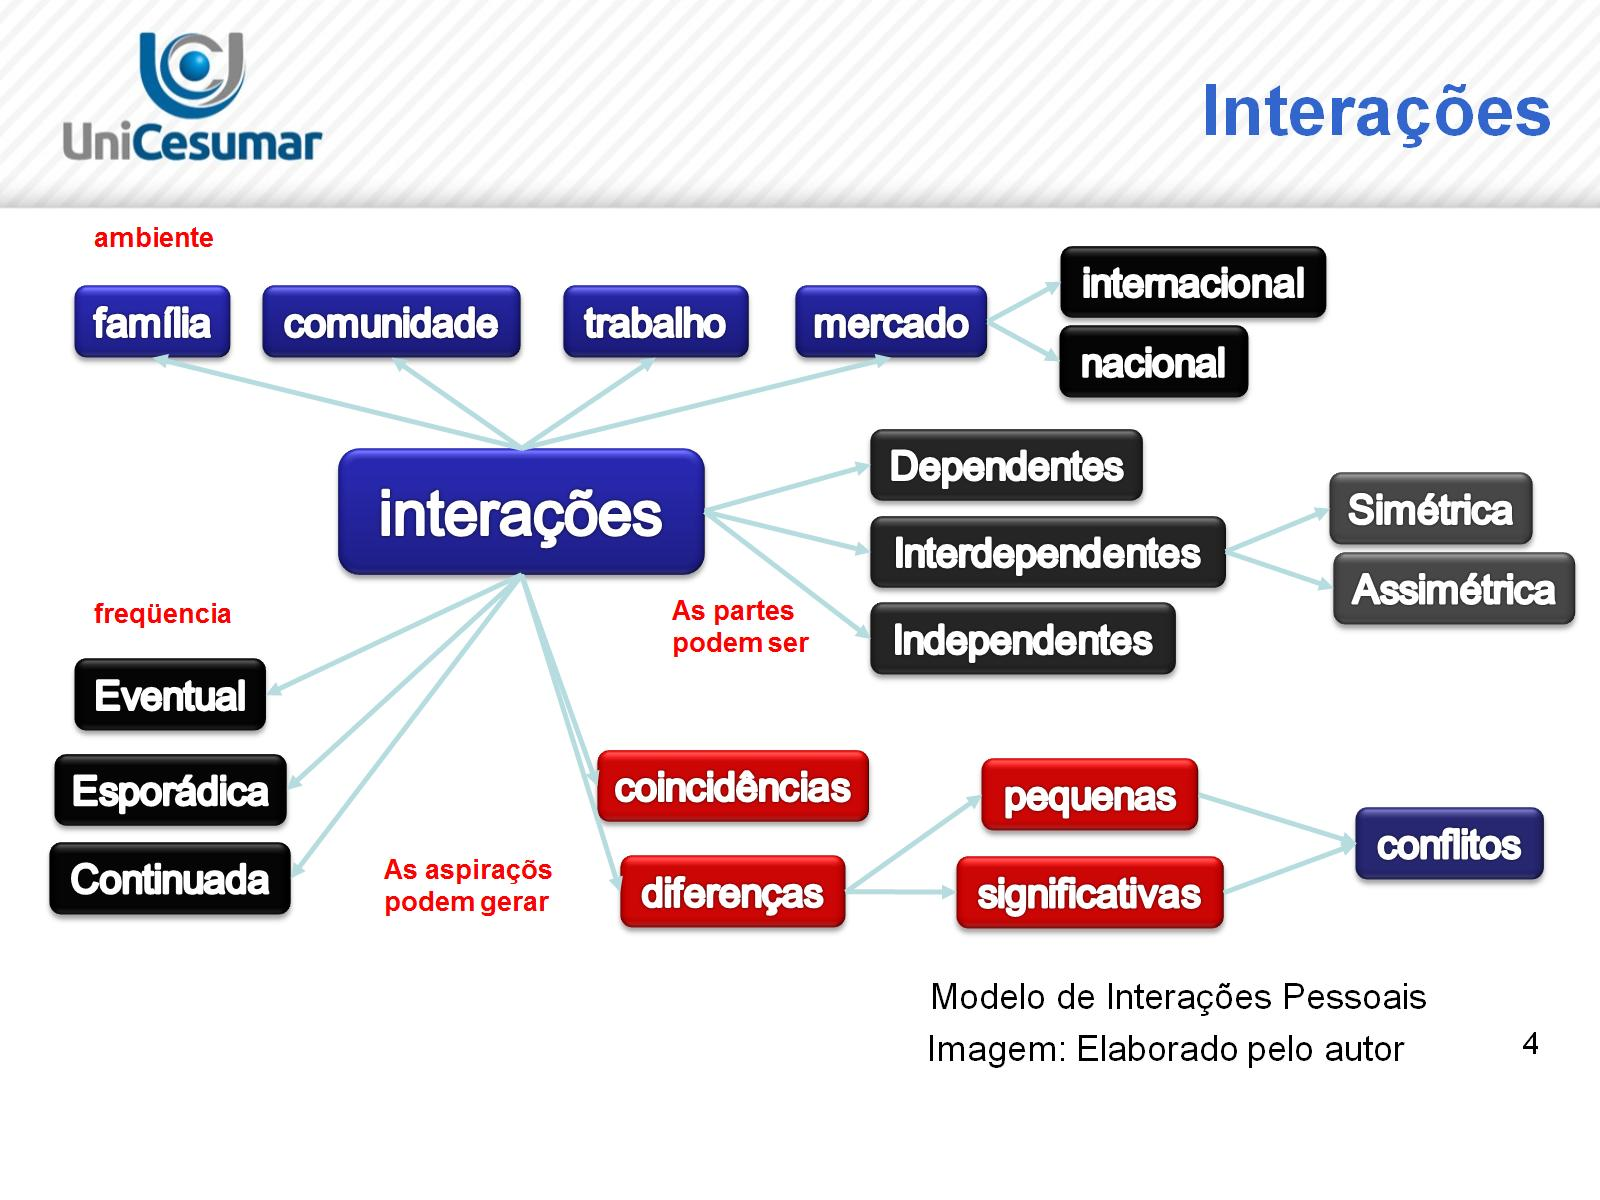 UniCesumar
Interações
ambiente
família
comunidade
trabalho
mercado
internacional
nacional
interações
Dependentes
Interdependentes
Independentes
Simétrica
Assimétrica
As partes
podem ser
freqüencia
Eventual
Esporádica
Continuada
As aspiraçõs
podem gerar
coincidências
diferenças
pequenas
significativas
conflitos
Modelo de Interações Pessoais
Imagem: Elaborado pelo autor
4